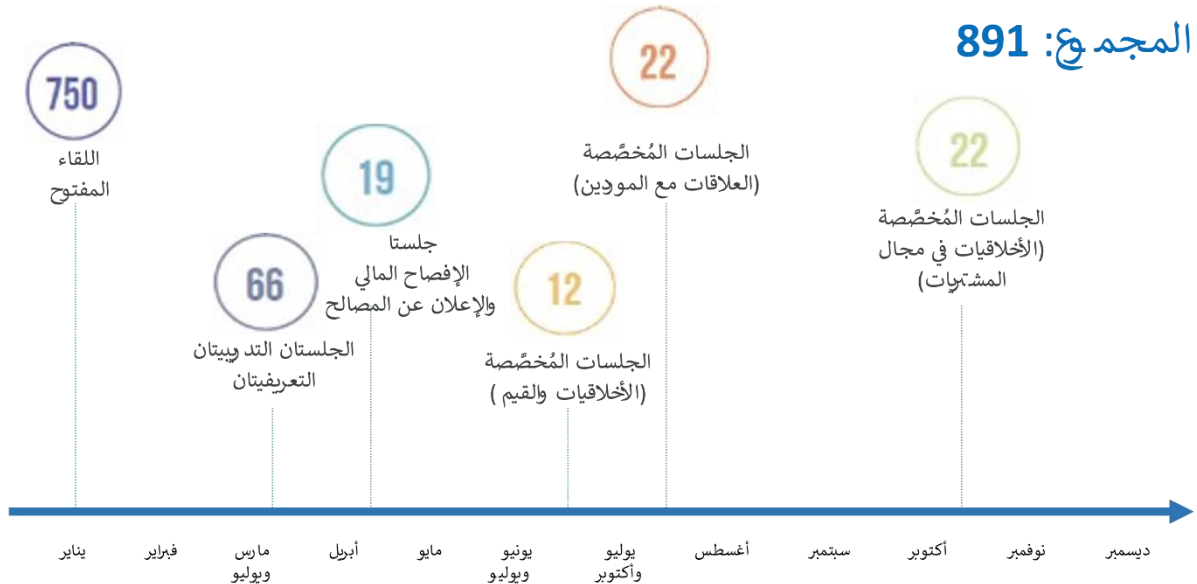 المجموع: 891
750
اللقاء
المفتوح
66
الجلستان التدريبيتان
التعريفيتان
19
جلستا
الإفصاح المالي
والإعلان عن المصالح
12
الجلسات المُخصَّصة
(الأخلاقيات والقيم)
22
الجلسات المُخصَّصة
(العلاقات مع الموردين)
22
الجلسات المُخصَّصة
(الأخلاقيات في مجال
المشتريات)
يناير
فبراير
مارس
ويوليو
أبريل
مايو
يونيو
ويوليو
يوليو
وأكتوبر
أغسطس
سبتمبر
أكتوبر
نوفمبر
ديسمبر